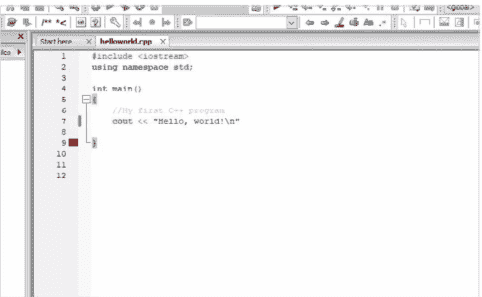 <global>
/** *<
Start here X helloworld.cpp X
1 #include <iostream>
2 using namespace std;
3
4 int main()
5 {
6 //My first C++ program
7 cout << "Hello, world!\n"
8
9 }
10
11
12